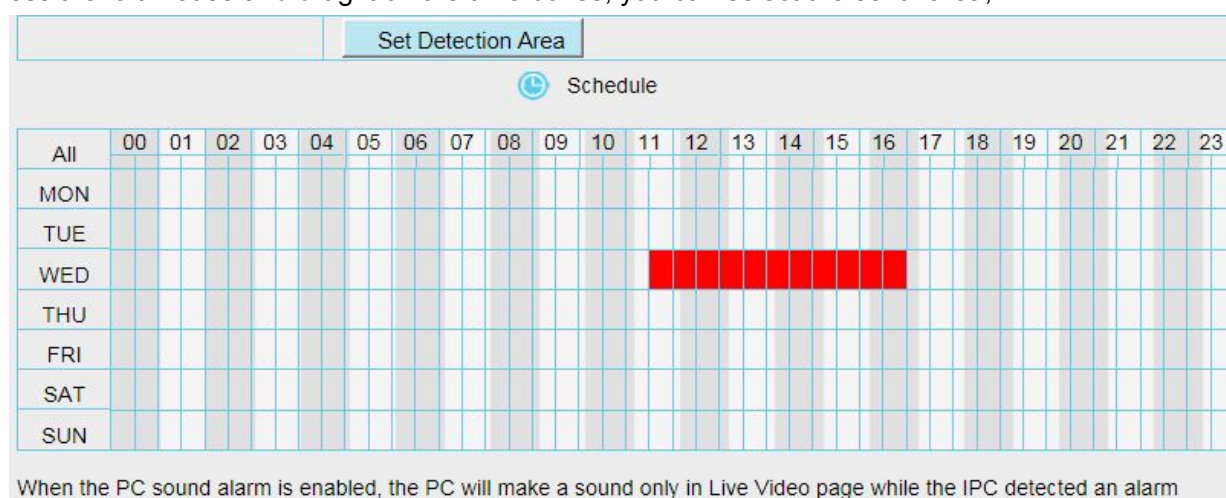 Set Detection Area
Schedule
All 00 01 02 03 04 05 06 07 08 09 10 11 12 13 14 15 16 17 18 19 20 21 22 23
MON
TUE
WED
THU
FRI
SAT
SUN
When the PC sound alarm is enabled, the PC will make a sound only in Live Video page while the IPC detected an alarm